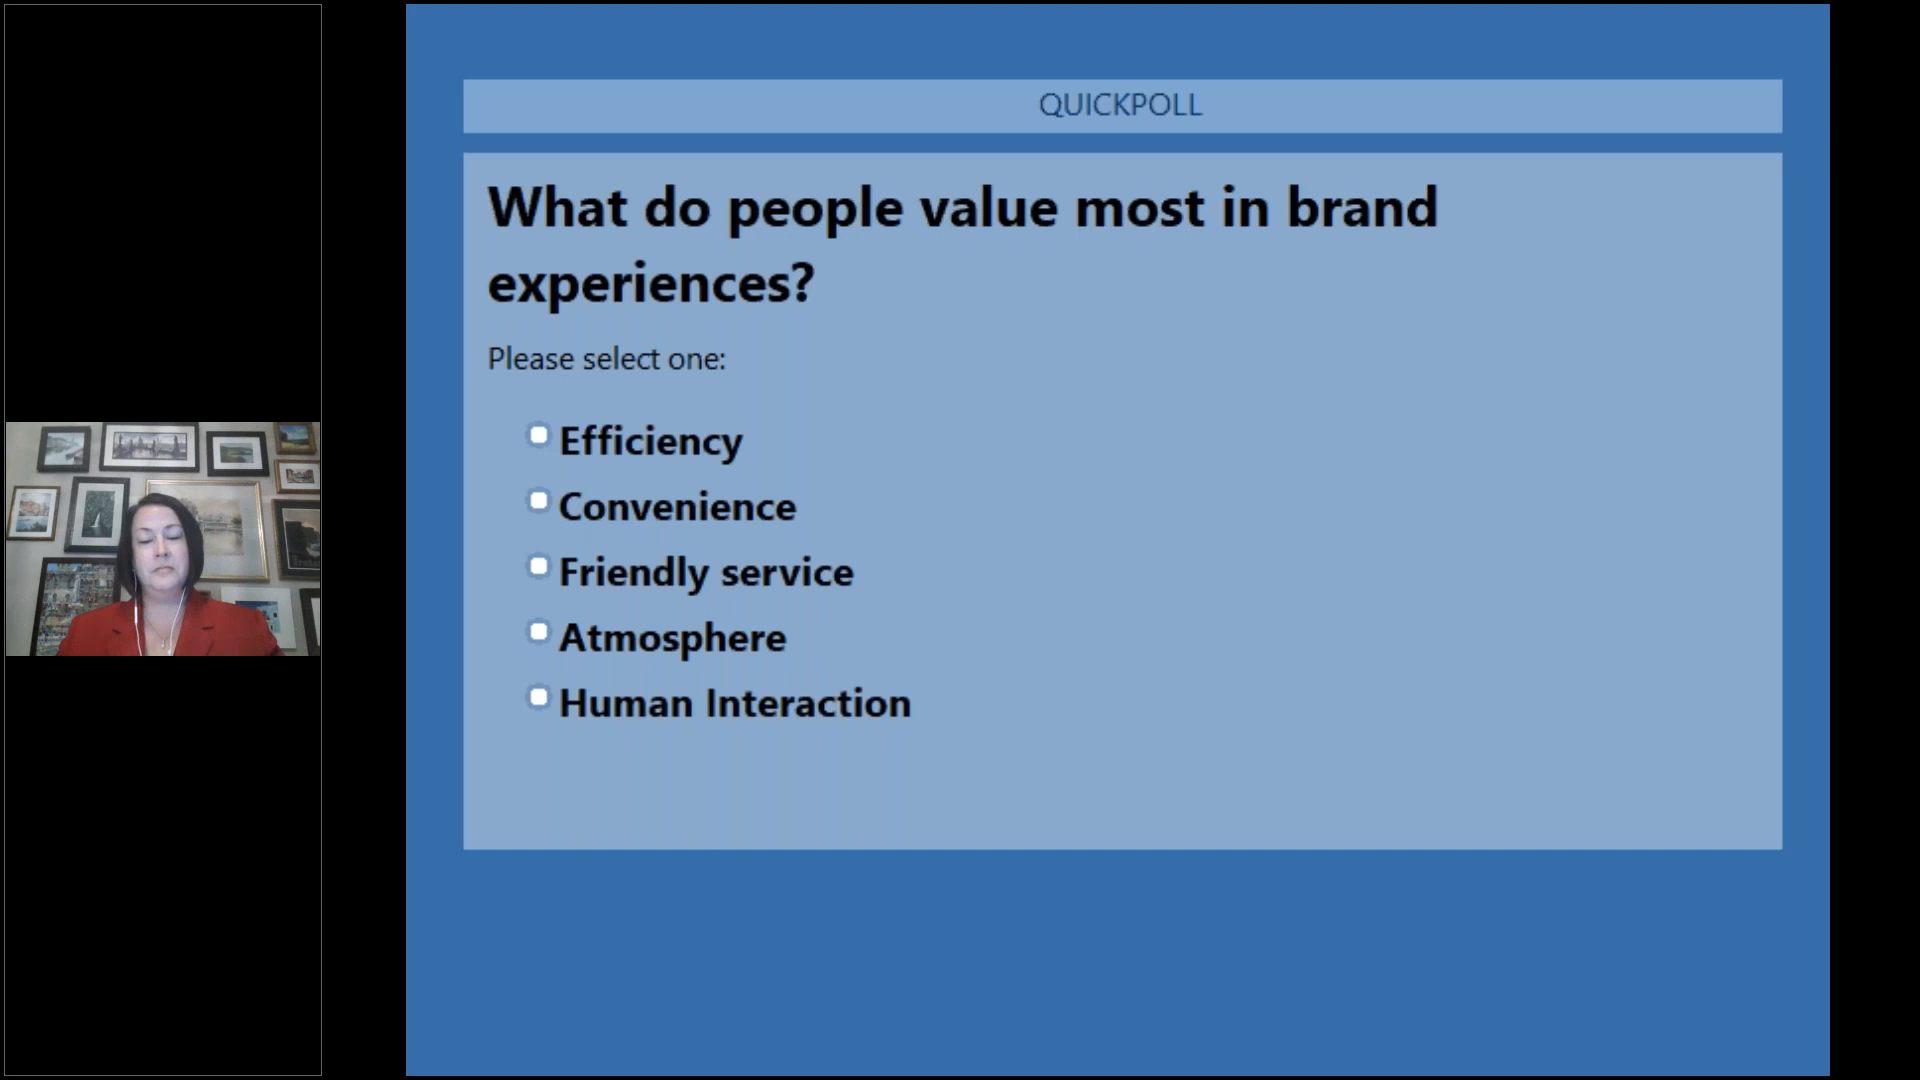 QUICKPOLL
What do people value most in brand
experiences?
Please select one:
Efficiency
Convenience
Friendly service
Atmosphere
Human Interaction